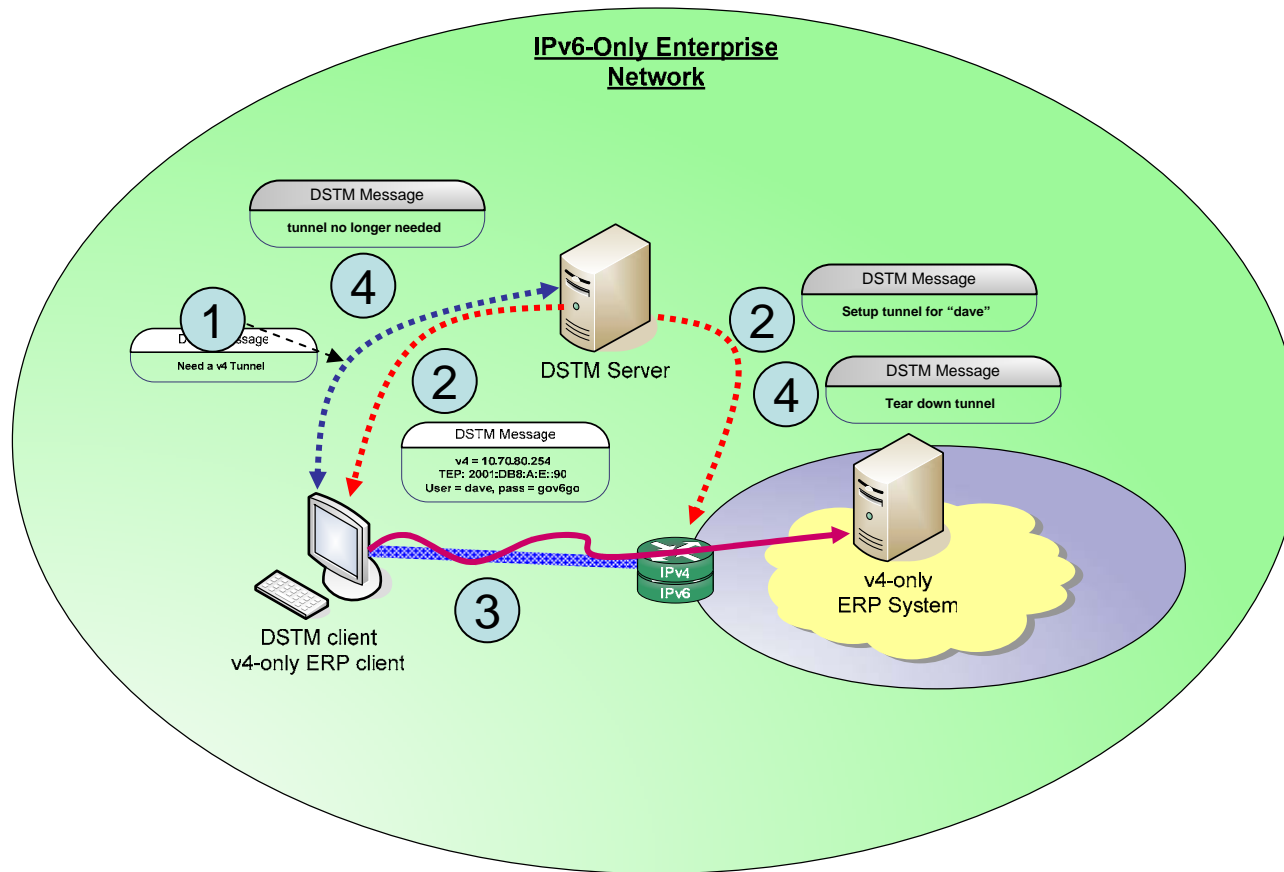 IPv6-Only Enterprise
Network
DSTM Message
tunnel no longer needed
4
1
Message
Need a v4 Tunnel
2
DSTM Message
v4 = 10.70.80.254
TEP: 2001:DB8:A:E::90
User = dave, pass = gov6go
DSTM Server
2
DSTM Message
Setup tunnel for “dave”
4
DSTM Message
Tear down tunnel
IPv4
IPv6
v4-only
ERP System
3
DSTM client
v4-only ERP client